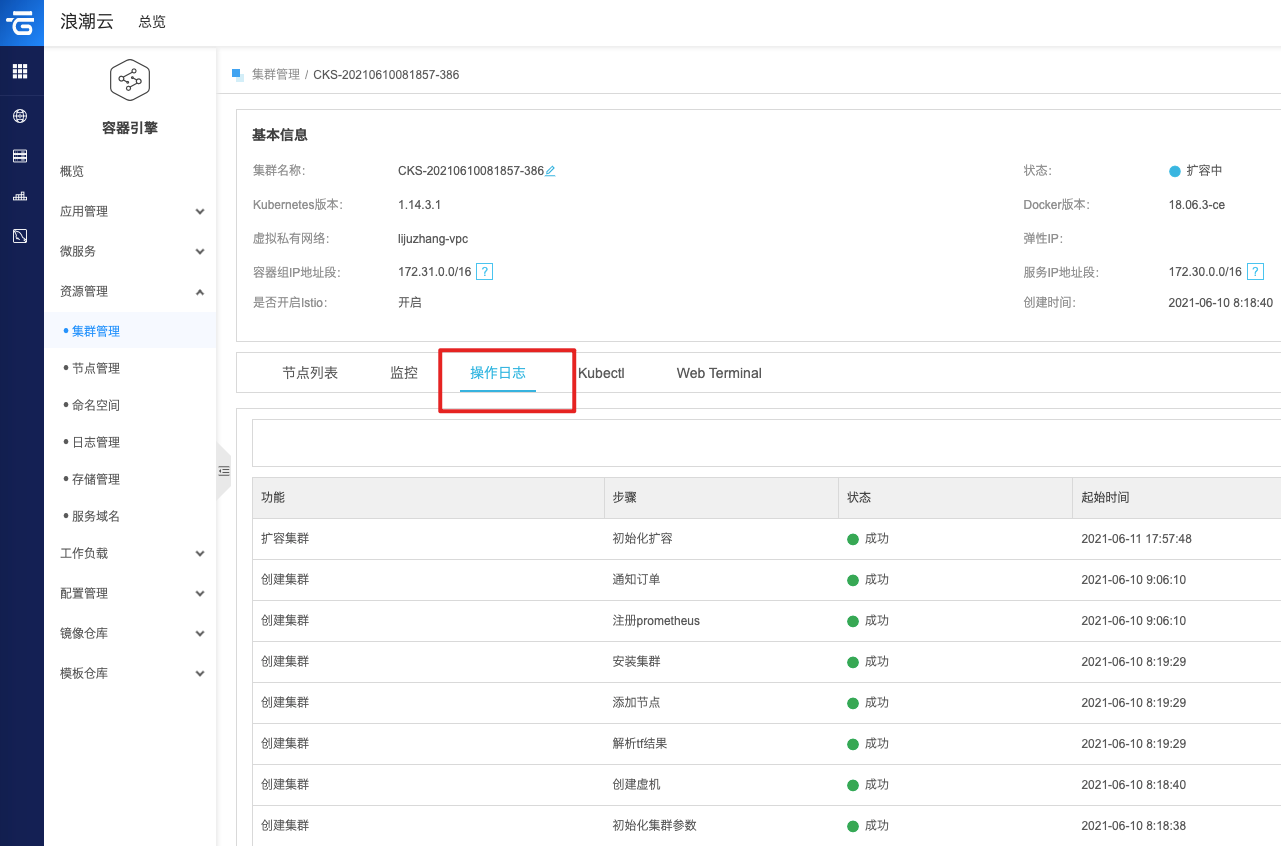 浪潮云 总览
容器引擎
概览
应用管理
微服务
资源管理
集群管理
节点管理
命名空间
日志管理
存储管理
服务域名
工作负载
配置管理
镜像仓库
模板仓库
集群管理 / CKS-20210610081857-386
基本信息
集群名称: CKS-20210610081857-386 状态: 扩容中
Kubernetes版本: 1.14.3.1 Docker版本: 18.06.3-ce
虚拟私有网络: lijuzhang-vpc 弹性IP:
容器组IP地址段: 172.31.0.0/16 ? 服务IP地址段: 172.30.0.0/16 ?
是否开启Istio: 开启 创建时间: 2021-06-10 8:18:40
节点列表 监控 操作日志 Kubectl Web Terminal
功能 步骤 状态 起始时间
扩容集群 初始化扩容 成功 2021-06-11 17:57:48
创建集群 通知订单 成功 2021-06-10 9:06:10
创建集群 注册prometheus 成功 2021-06-10 9:06:10
创建集群 安装集群 成功 2021-06-10 8:19:29
创建集群 添加节点 成功 2021-06-10 8:19:29
创建集群 解析tf结果 成功 2021-06-10 8:19:29
创建集群 创建虚机 成功 2021-06-10 8:18:40
创建集群 初始化集群参数 成功 2021-06-10 8:18:38